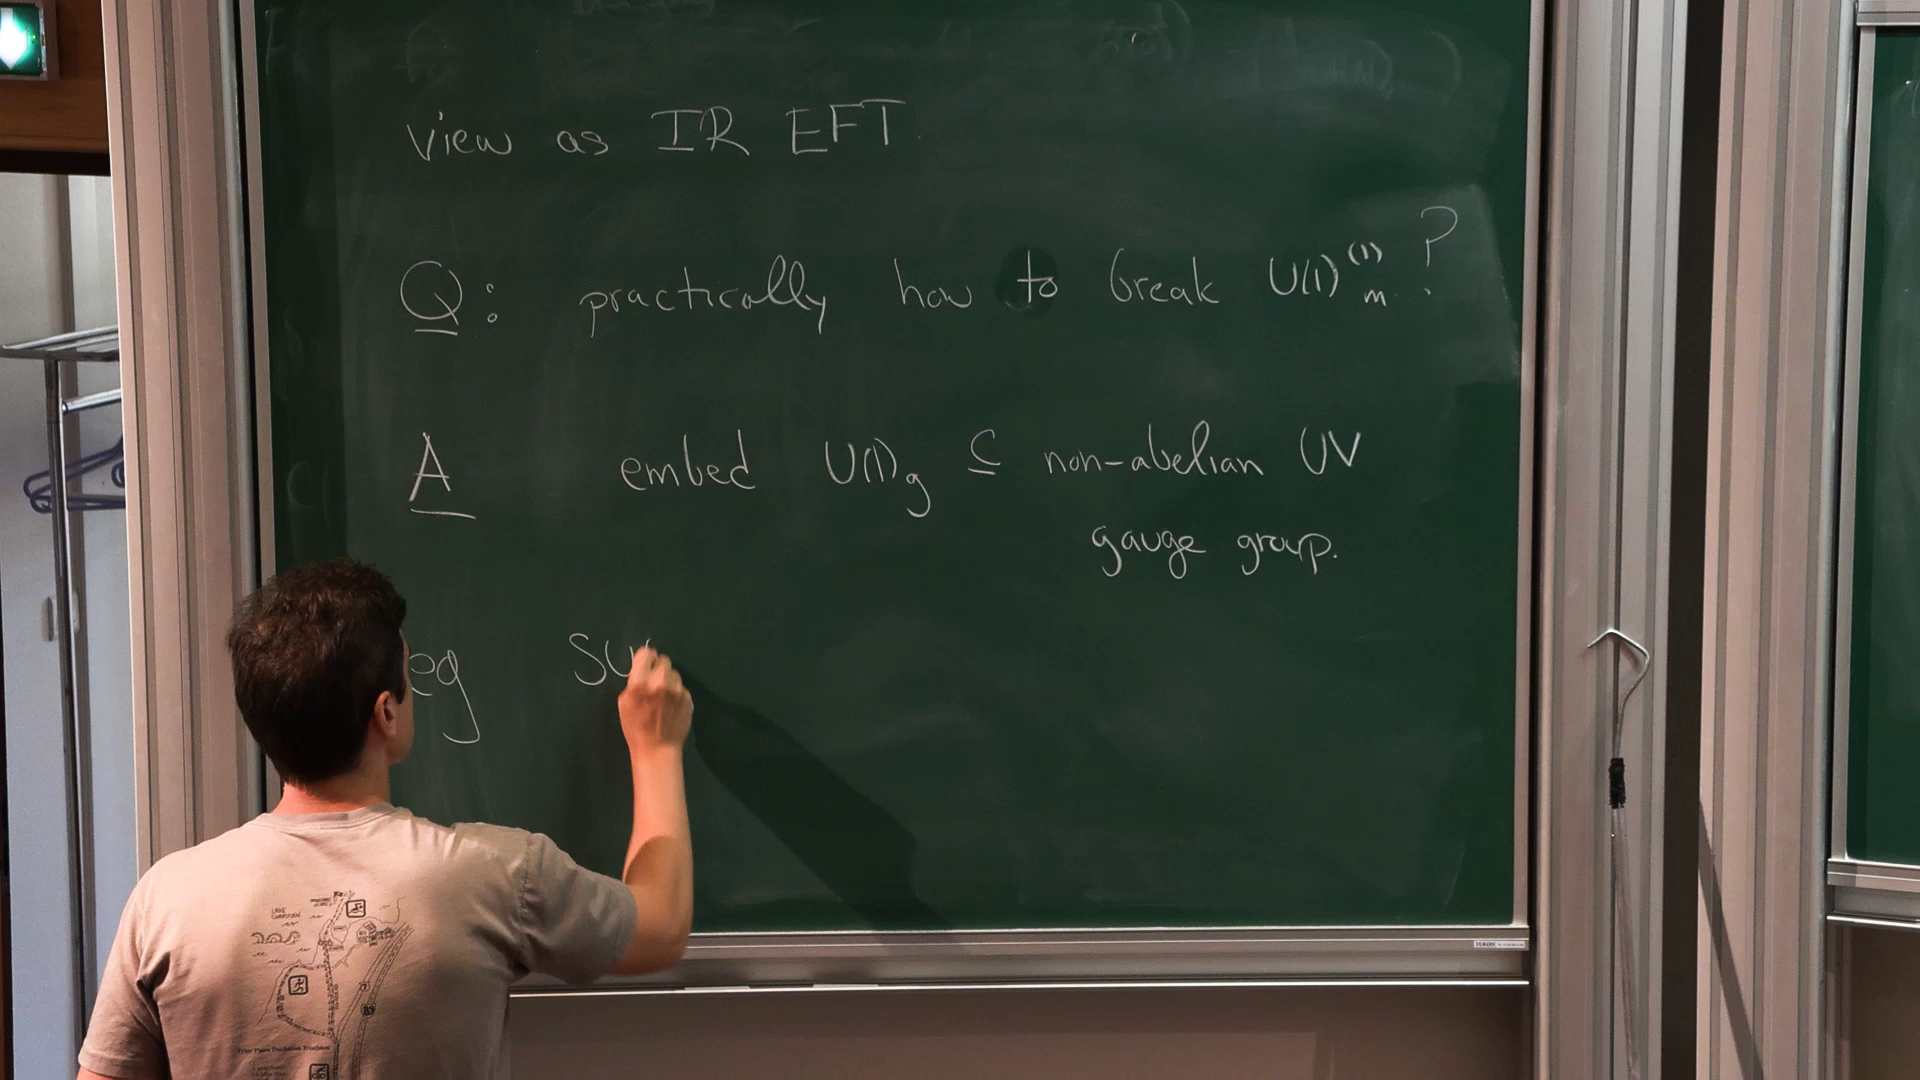 view as IR EFT.
Q: practically how to break U(1)^{(1)}_m ?
A embed U(1)_g ⊆ non-abelian UV
gauge group.
eg SU
LAKE